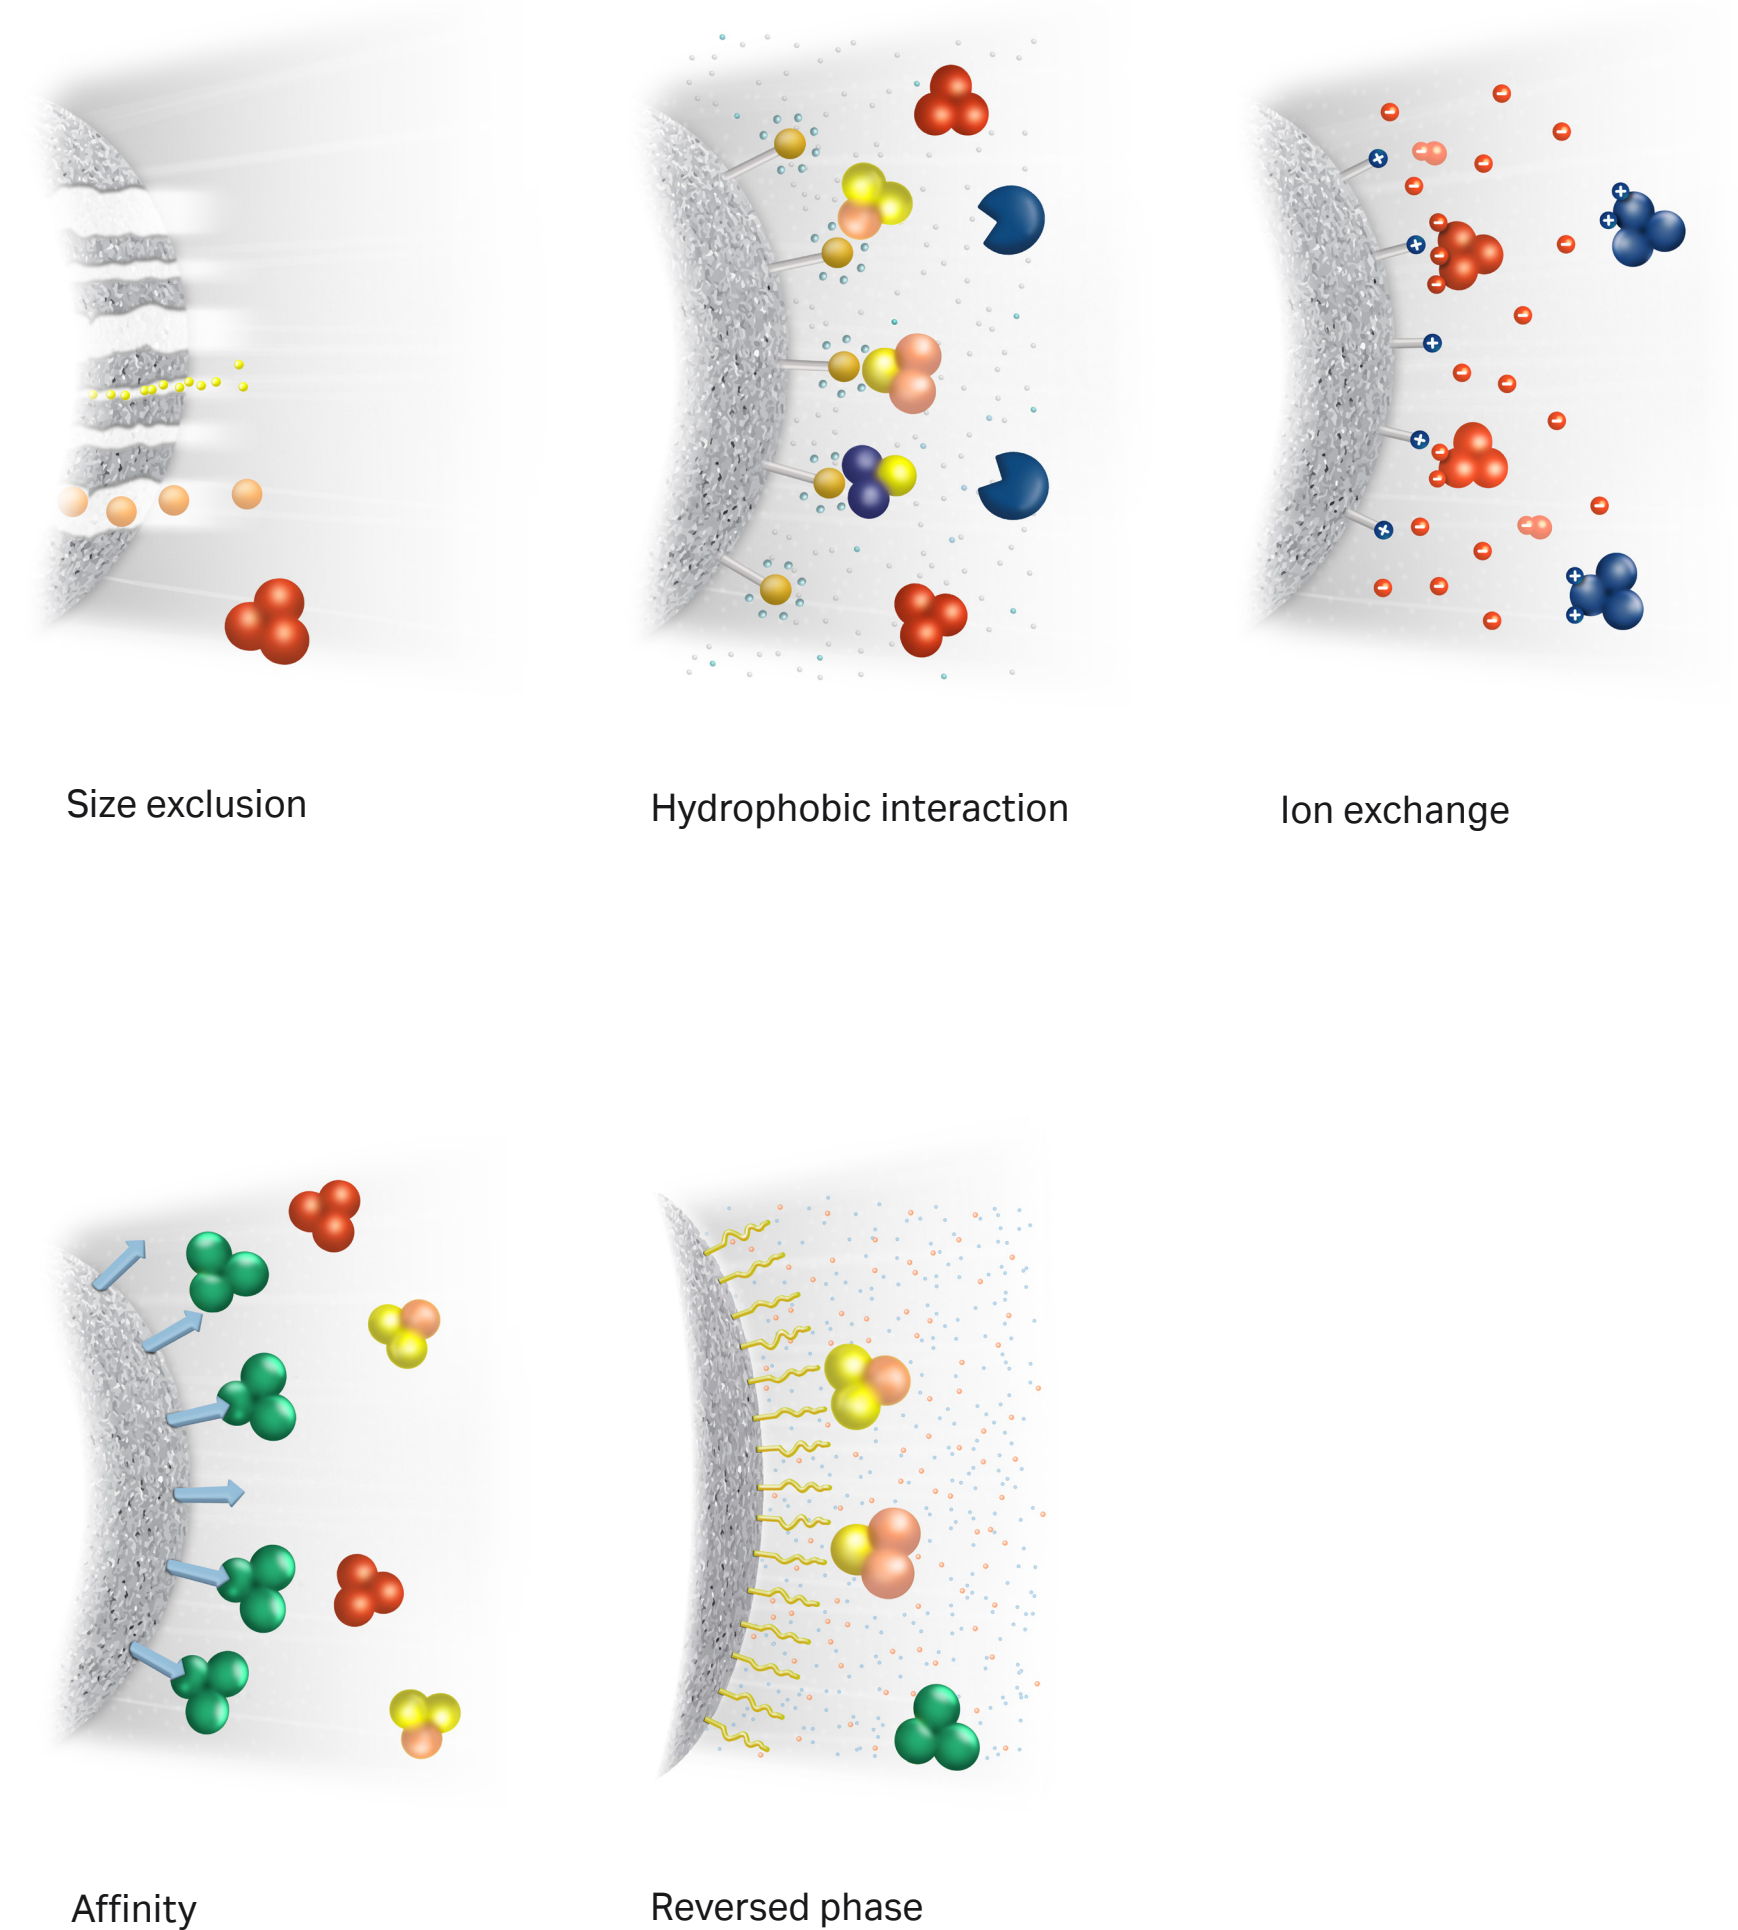 Size exclusion
Hydrophobic interaction
Ion exchange
Affinity
Reversed phase